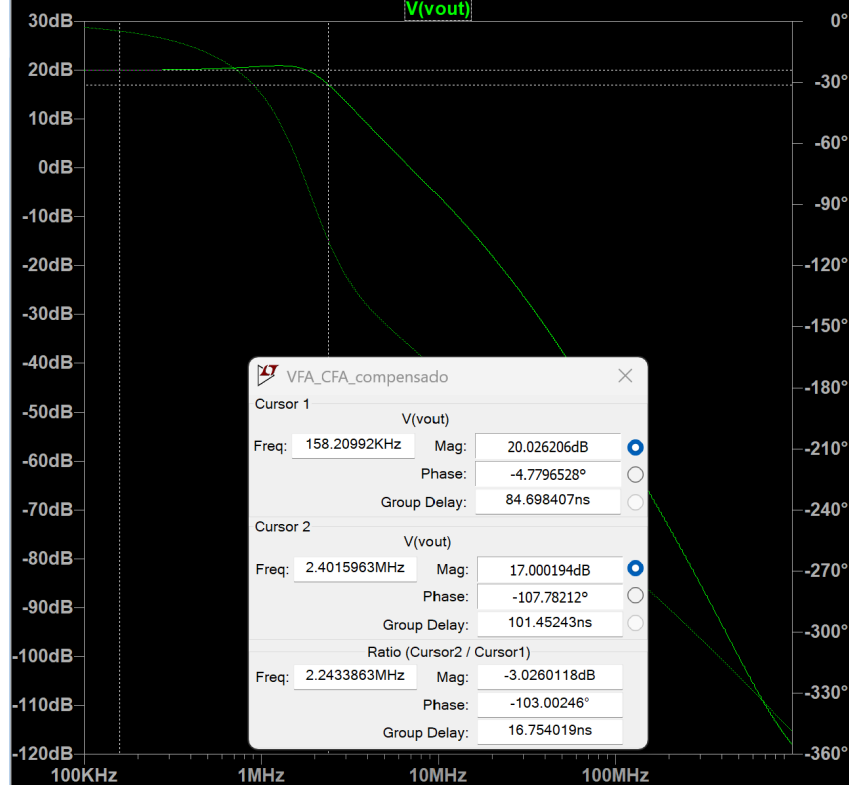 V(vout)
30dB
20dB
10dB
0dB
-10dB
-20dB
-30dB
-40dB
-50dB
-60dB
-70dB
-80dB
-90dB
-100dB
-110dB
-120dB
0°
-30°
-60°
-90°
-120°
-150°
-180°
-210°
-240°
-270°
-300°
-330°
-360°
100KHz 1MHz 10MHz 100MHz
VFA_CFA_compensado
Cursor 1
V(vout)
Freq: 158.20992KHz Mag: 20.026206dB
Phase: -4.7796528°
Group Delay: 84.698407ns
Cursor 2
V(vout)
Freq: 2.4015963MHz Mag: 17.000194dB
Phase: -107.78212°
Group Delay: 101.45243ns
Ratio (Cursor2 / Cursor1)
Freq: 2.2433863MHz Mag: -3.0260118dB
Phase: -103.00246°
Group Delay: 16.754019ns